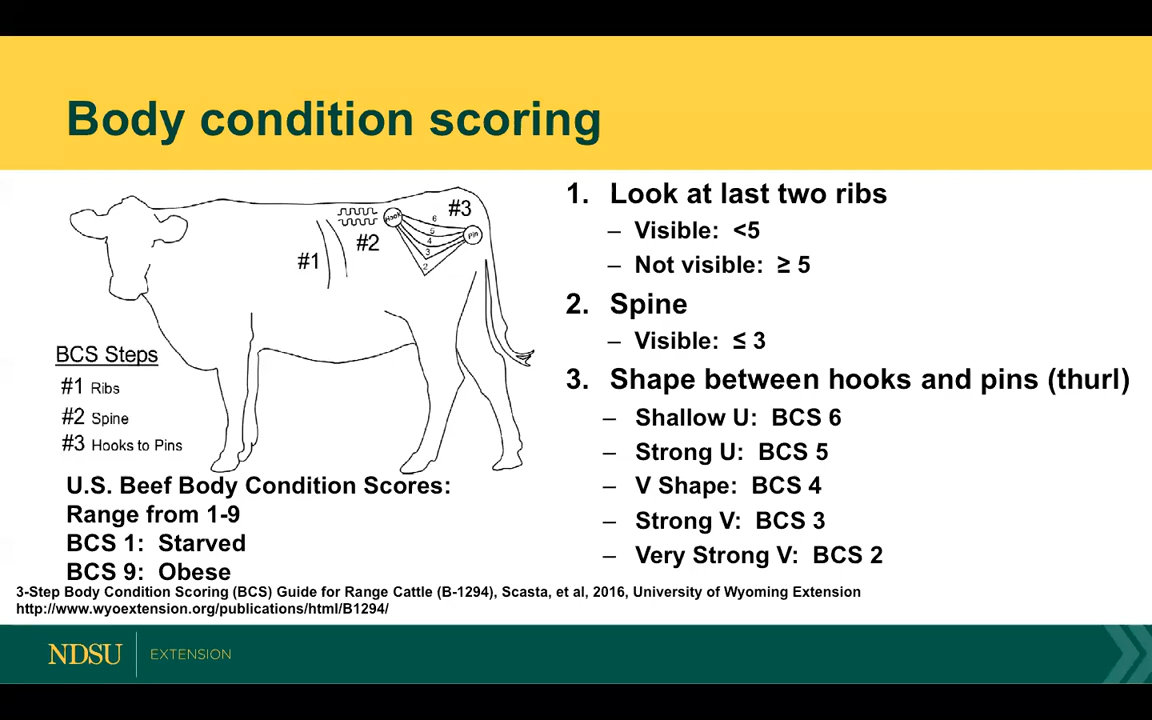 Body condition scoring
#1
#2
#3
Hook
Pin
6
5
4
3
2
BCS Steps
#1 Ribs
#2 Spine
#3 Hooks to Pins
U.S. Beef Body Condition Scores:
Range from 1-9
BCS 1: Starved
BCS 9: Obese
1. Look at last two ribs
– Visible: <5
– Not visible: ≥ 5
2. Spine
– Visible: ≤ 3
3. Shape between hooks and pins (thurl)
– Shallow U: BCS 6
– Strong U: BCS 5
– V Shape: BCS 4
– Strong V: BCS 3
– Very Strong V: BCS 2
3-Step Body Condition Scoring (BCS) Guide for Range Cattle (B-1294), Scasta, et al, 2016, University of Wyoming Extension
http://www.wyoextension.org/publications/html/B1294/
NDSU EXTENSION